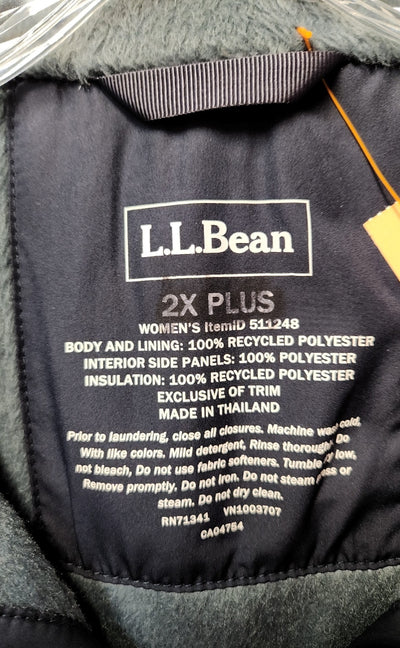 L.L.Bean
2X PLUS
WOMEN'S ItemID 511248
BODY AND LINING: 100% RECYCLED POLYESTER
INTERIOR SIDE PANELS: 100% POLYESTER
INSULATION: 100% RECYCLED POLYESTER
EXCLUSIVE OF TRIM
MADE IN THAILAND
Prior to laundering, close all closures. Machine wash cold,
With like colors. Mild detergent, Rinse thoroughly. Do
not bleach, Do not use fabric softeners. Tumble dry low,
Remove promptly. Do not iron. Do not steam press or
steam. Do not dry clean.
RN71341 VN1003707
CA04754